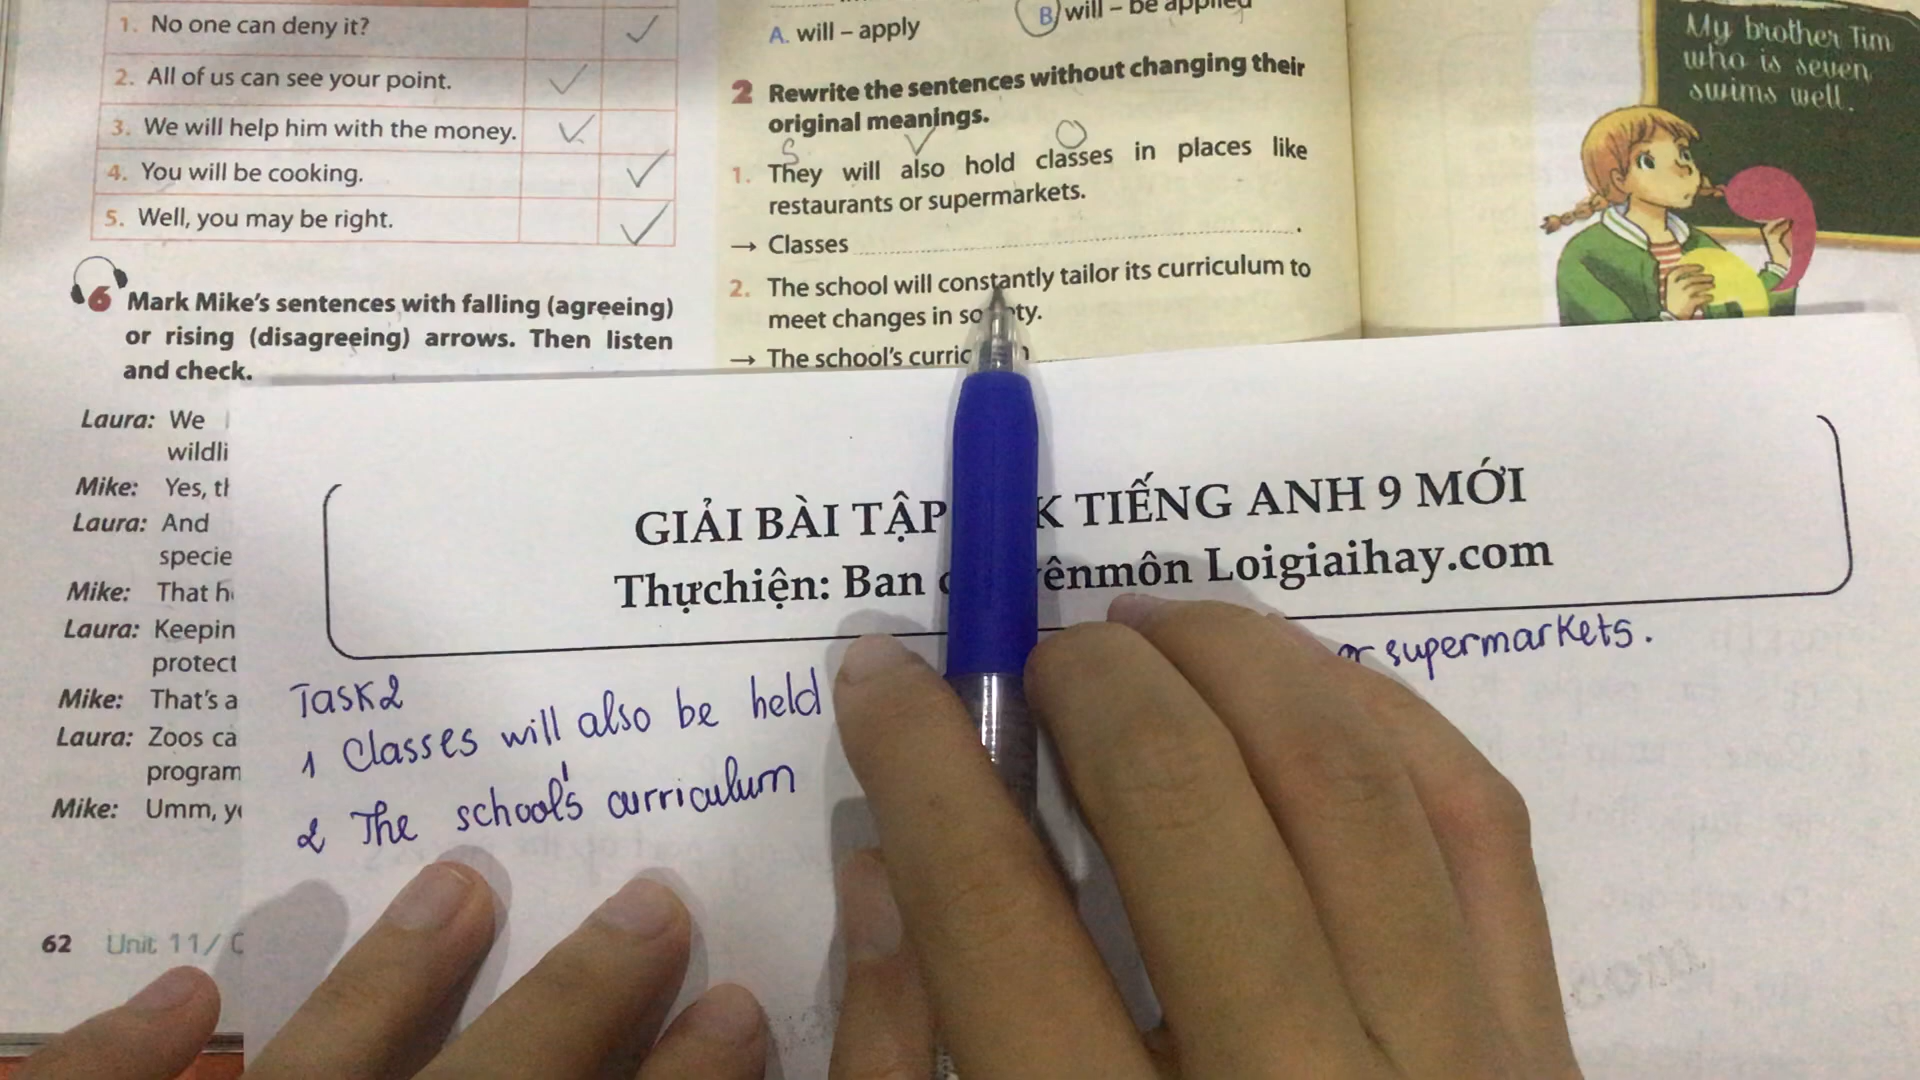 1. No one can deny it?
2. All of us can see your point.
3. We will help him with the money.
4. You will be cooking.
5. Well, you may be right.
6 Mark Mike's sentences with falling (agreeing)
or rising (disagreeing) arrows. Then listen
and check.
Laura: We
wildli
Mike: Yes, th
Laura: And
specie
Mike: That h
Laura: Keepin
protect
Mike: That's a
Laura: Zoos ca
program
Mike: Umm, y
62 Unit 11/
A. will – apply
B will – be applied
2 Rewrite the sentences without changing their
original meanings.
S V O
1. They will also hold classes in places like
restaurants or supermarkets.
→ Classes
2. The school will constantly tailor its curriculum to
meet changes in so ty.
→ The school's curric
My brother Tim
who is seven
swims well.
GIẢI BÀI TẬP K TIẾNG ANH 9 MỚI
Thựchiện: Ban ênmôn Loigiaihay.com
Task2
1 Classes will also be held or supermarkets.
2 The school's curriculum